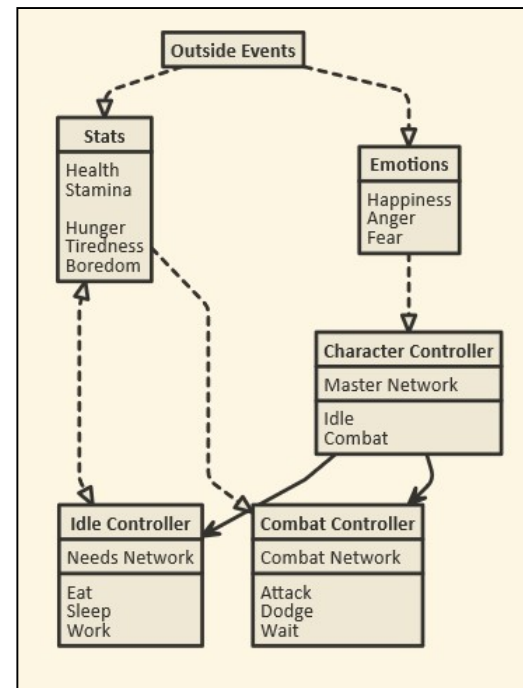 Outside Events
Stats
Health
Stamina
Hunger
Tiredness
Boredom
Emotions
Happiness
Anger
Fear
Character Controller
Master Network
Idle
Combat
Idle Controller
Needs Network
Eat
Sleep
Work
Combat Controller
Combat Network
Attack
Dodge
Wait